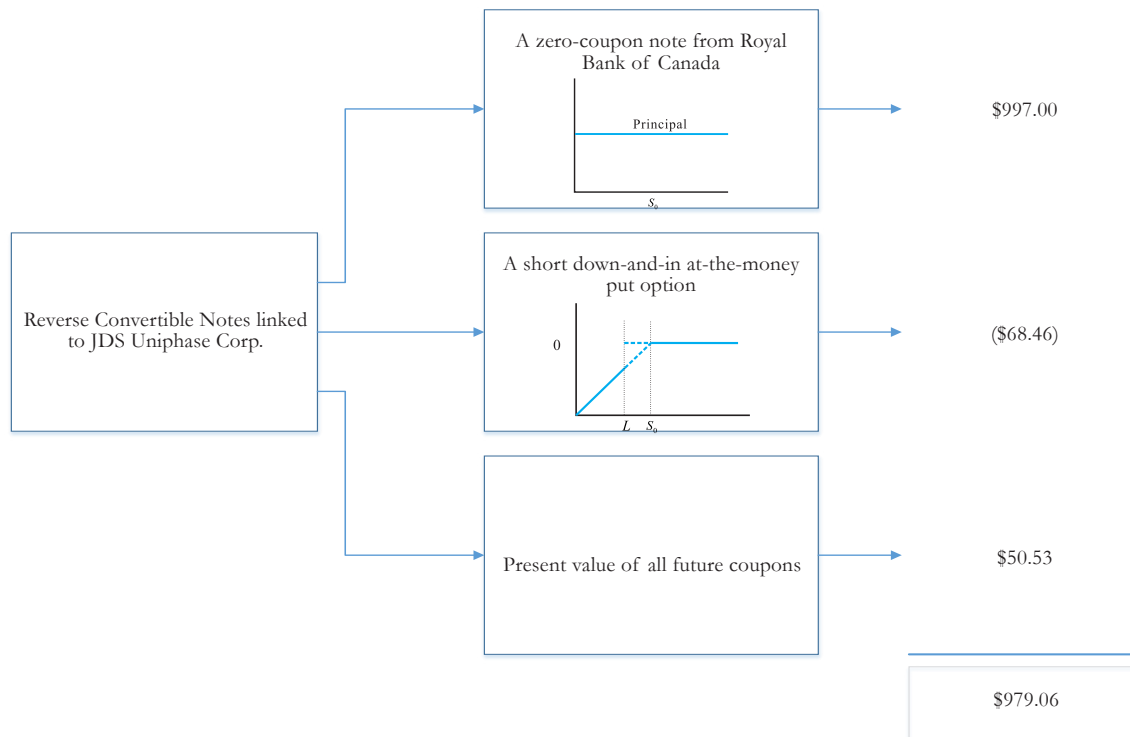 A zero-coupon note from Royal
Bank of Canada
Principal
S₀
$997.00
Reverse Convertible Notes linked
to JDS Uniphase Corp.
A short down-and-in at-the-money
put option
0
L S₀
($68.46)
Present value of all future coupons
$50.53
$979.06